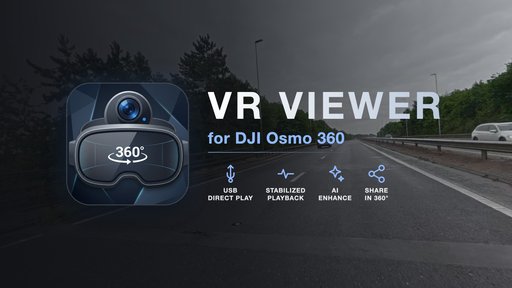 360°
VR VIEWER
for DJI Osmo 360
USB
DIRECT PLAY
STABILIZED
PLAYBACK
AI
ENHANCE
SHARE
IN 360°